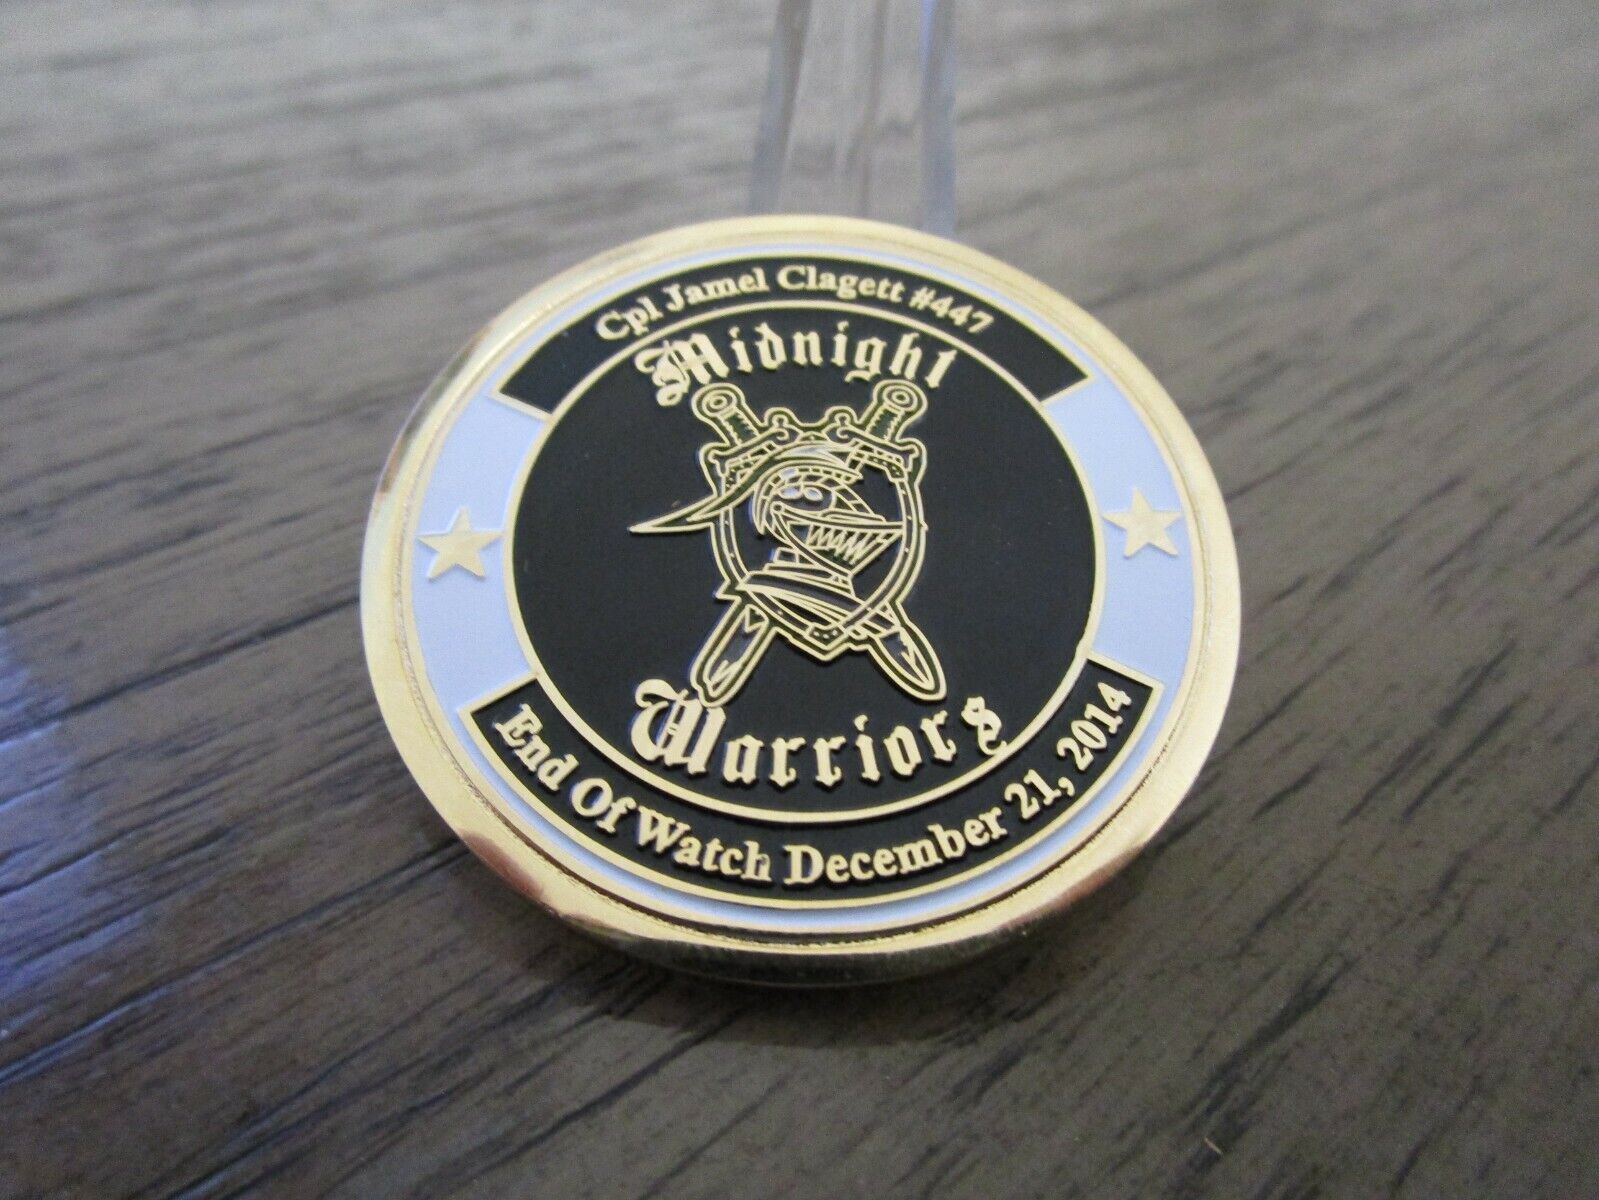 Cpl Jamel Clagett #447
Midnight
Warriors
End Of Watch December 21, 2014